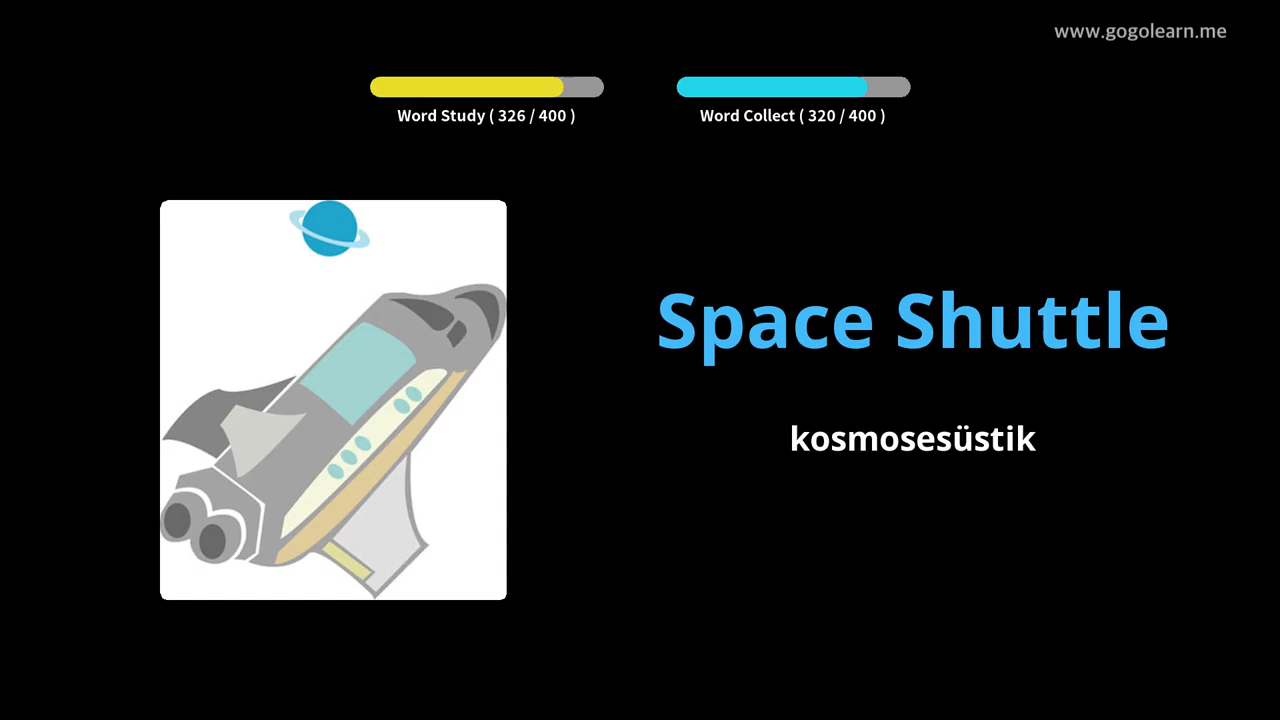 www.gogolearn.me
Word Study ( 326 / 400 )
Word Collect ( 320 / 400 )
Space Shuttle
kosmosesüstik